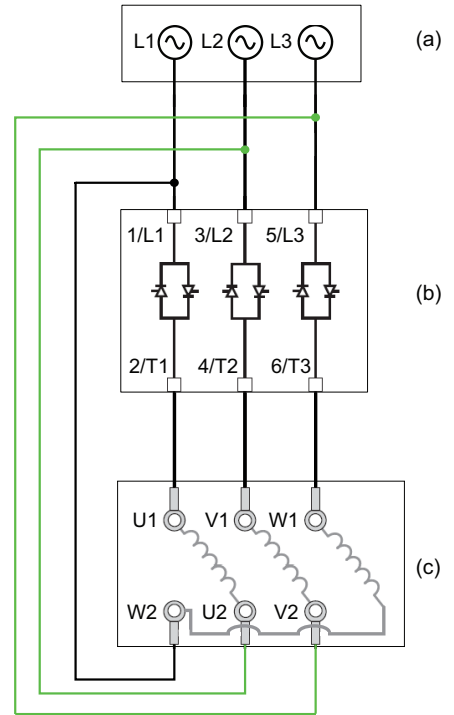 L1 L2 L3 (a)
1/L1 3/L2 5/L3
(b)
2/T1 4/T2 6/T3
U1 V1 W1
(c)
W2 U2 V2